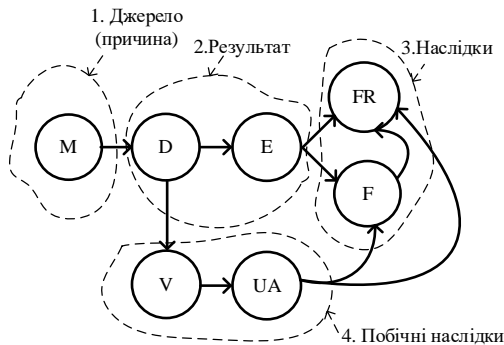 1. Джерело
(причина)
2.Результат
3.Наслідки
FR
M
D
E
F
V
UA
4. Побічні наслідки